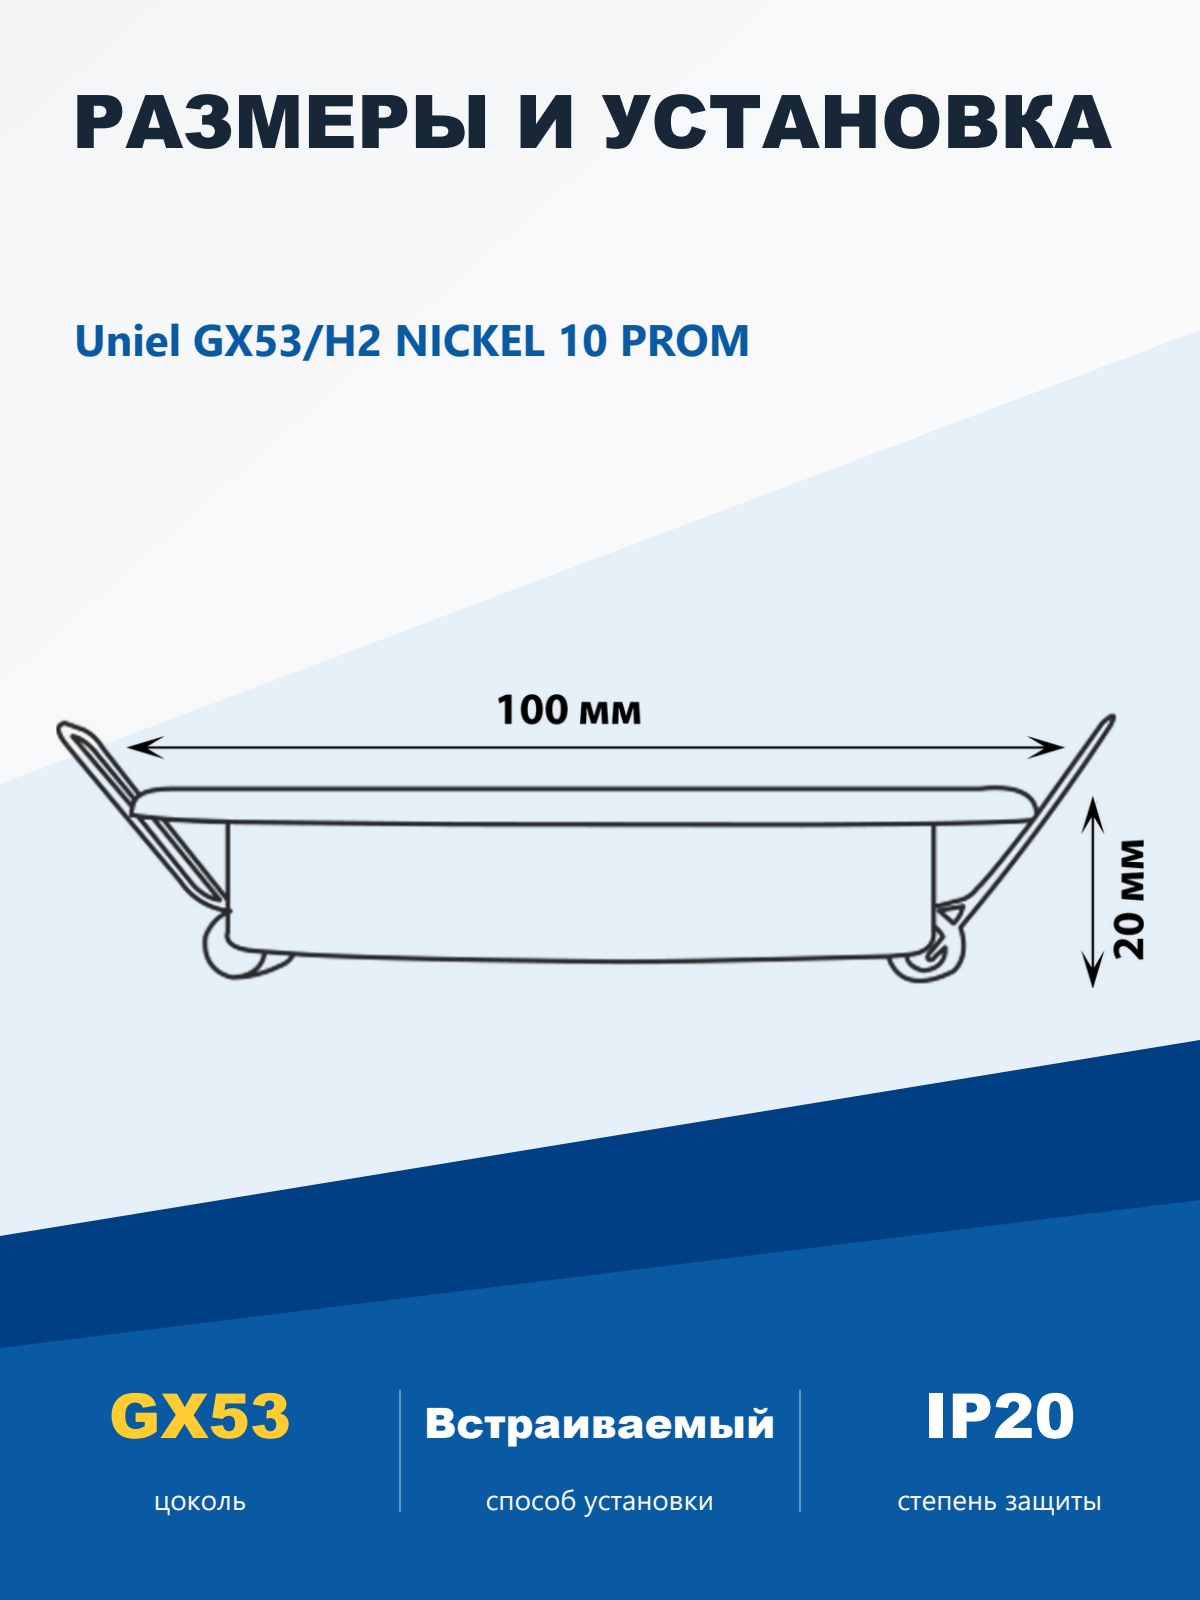 РАЗМЕРЫ И УСТАНОВКА
Uniel GX53/H2 NICKEL 10 PROM
100 мм
20 мм
GX53
Встраиваемый
IP20
цоколь
способ установки
степень защиты